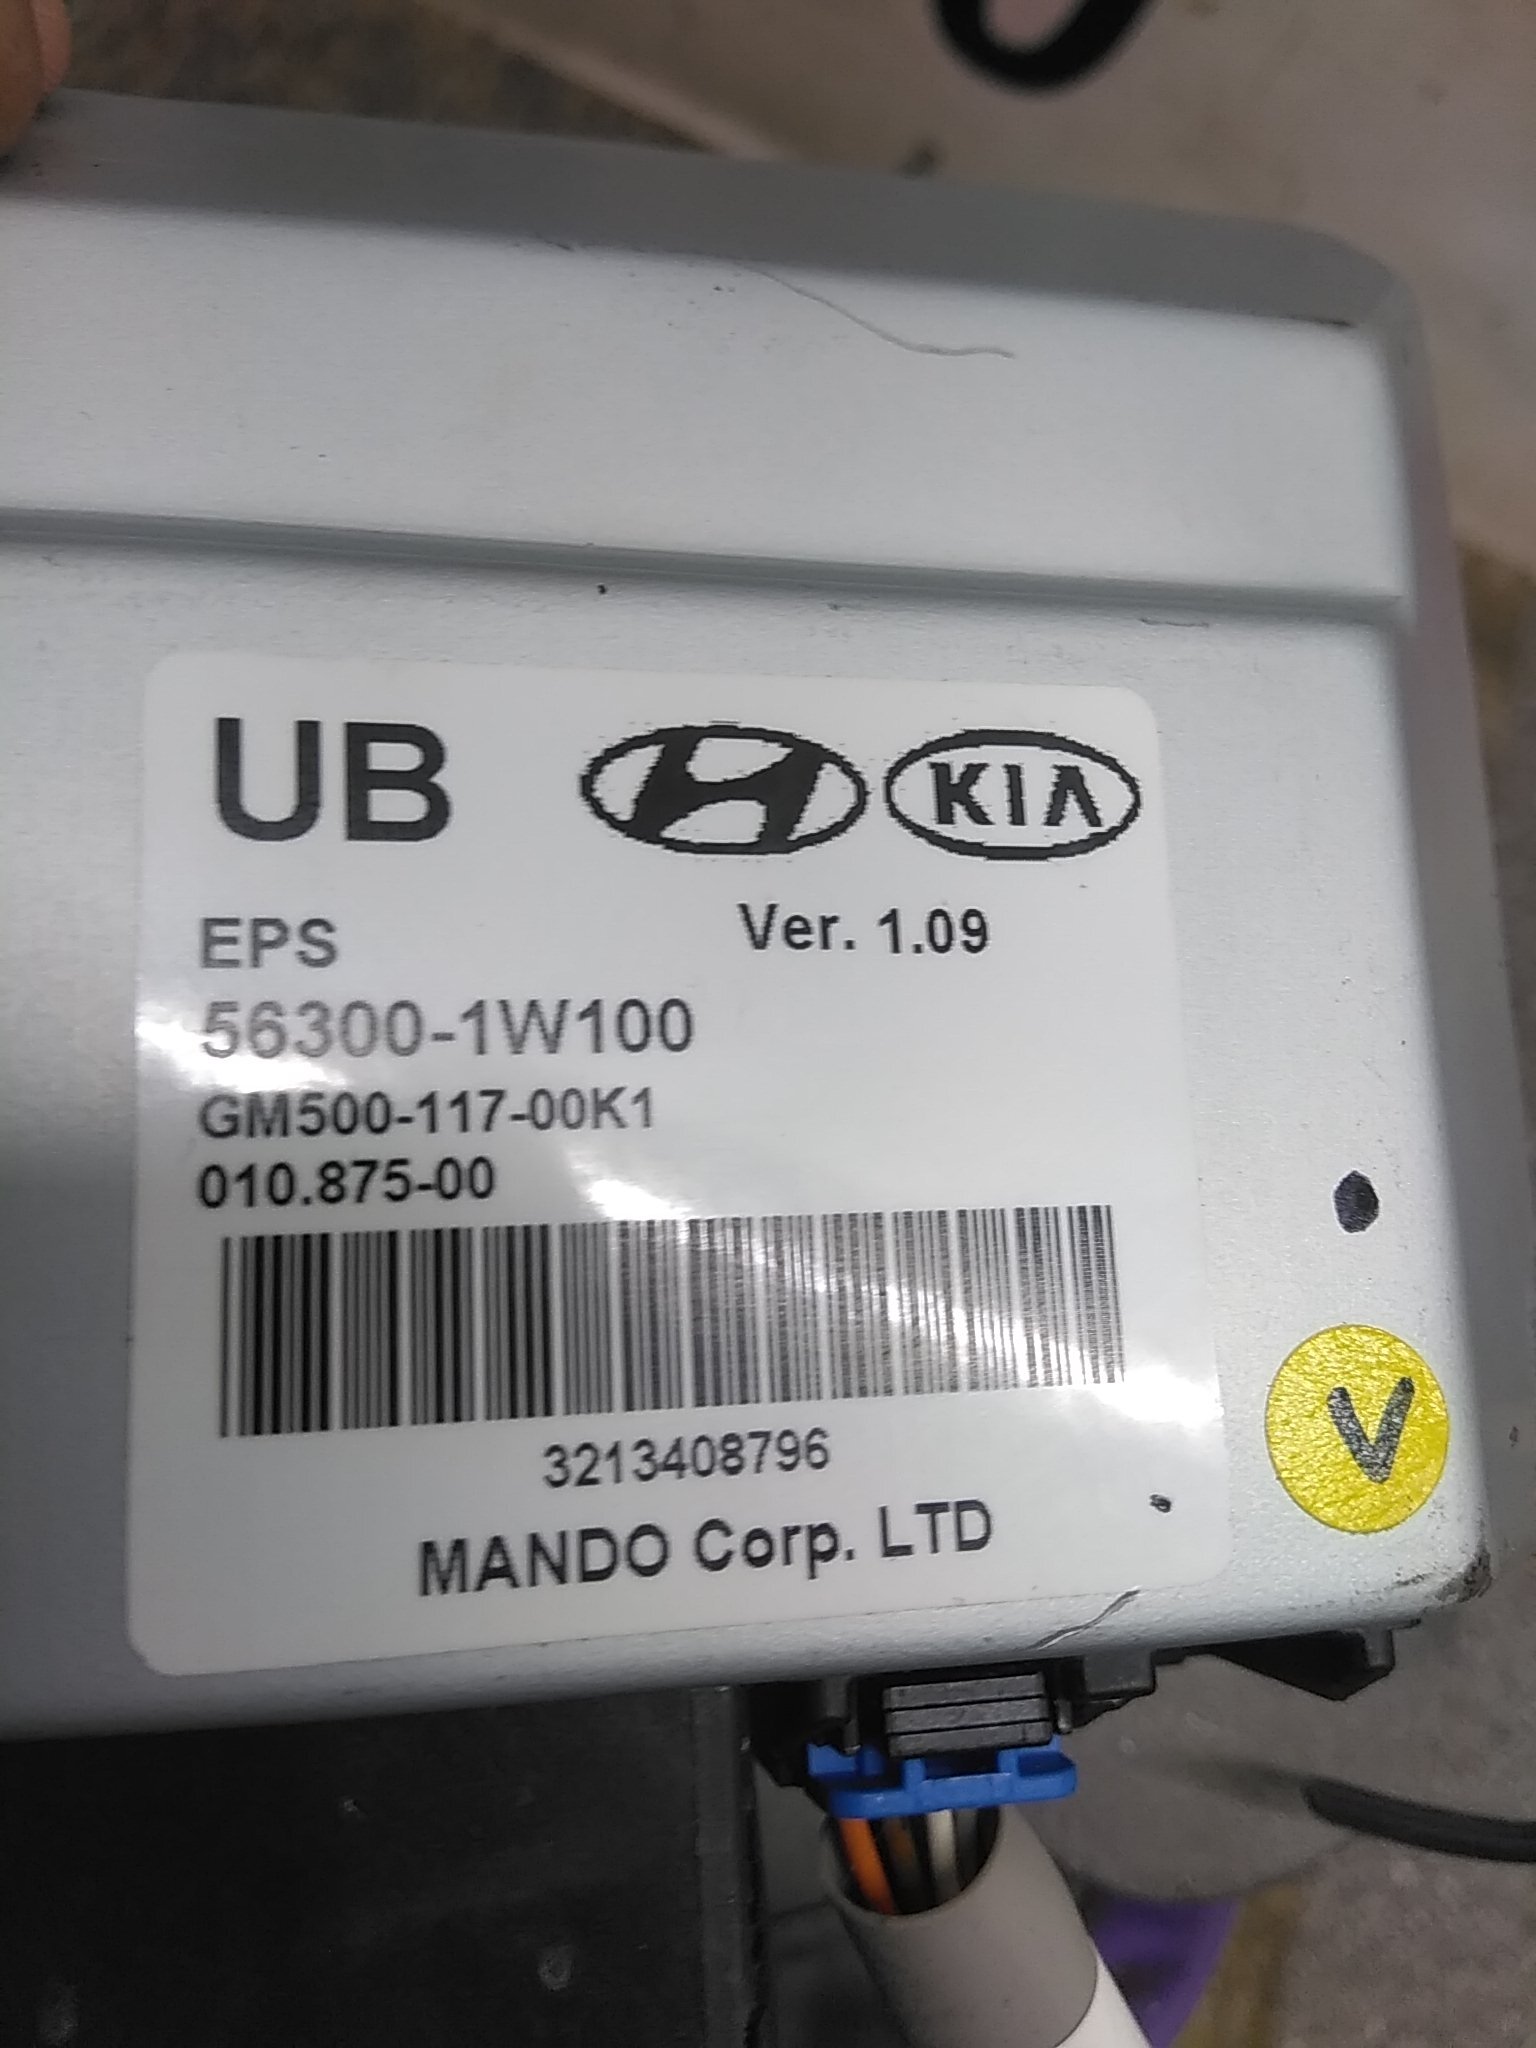 UB
KIA
EPS
Ver. 1.09
56300-1W100
GM500-117-00K1
010.875-00
3213408796
MANDO Corp. LTD
V